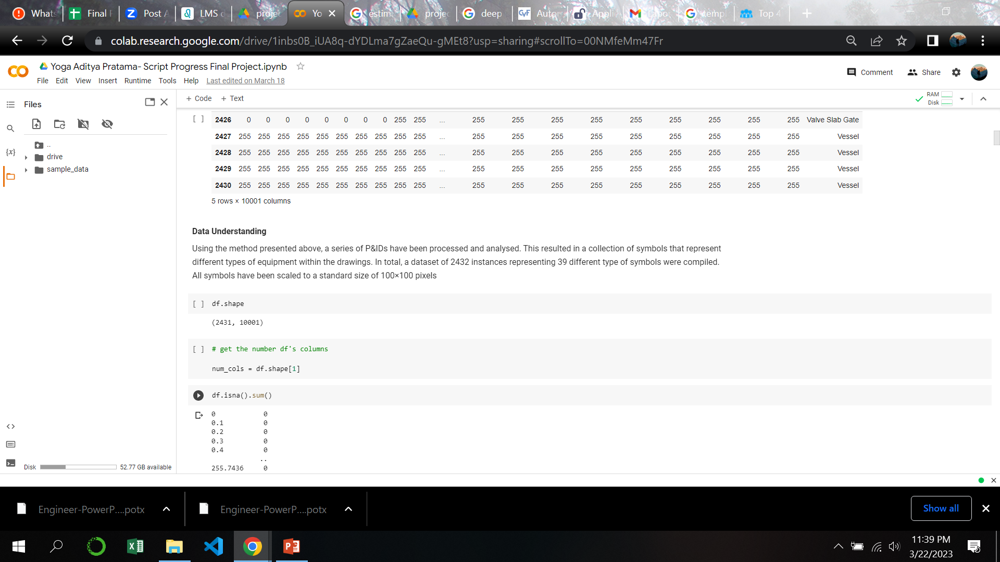 Whats
Final F
Post A
LMS d
projec
Yo
estim
projec
deep
Autom
Appli
Labo
templ
Top 4
colab.research.google.com/drive/1inbs0B_iUA8q-dYDLma7gZaeQu-gMEt8?usp=sharing#scrollTo=00NMfeMm47Fr
Yoga Aditya Pratama- Script Progress Final Project.ipynb
File Edit View Insert Runtime Tools Help Last edited on March 18
Comment Share
Files
+ Code + Text
RAM
Disk
..
drive
sample_data
[ ] 2426 0 0 0 0 0 0 0 0 255 255 ... 255 255 255 255 255 255 255 255 255 Valve Slab Gate
2427 255 255 255 255 255 255 255 255 255 255 ... 255 255 255 255 255 255 255 255 255 Vessel
2428 255 255 255 255 255 255 255 255 255 255 ... 255 255 255 255 255 255 255 255 255 Vessel
2429 255 255 255 255 255 255 255 255 255 255 ... 255 255 255 255 255 255 255 255 255 Vessel
2430 255 255 255 255 255 255 255 255 255 255 ... 255 255 255 255 255 255 255 255 255 Vessel
5 rows × 10001 columns
Data Understanding
Using the method presented above, a series of P&IDs have been processed and analysed. This resulted in a collection of symbols that represent
different types of equipment within the drawings. In total, a dataset of 2432 instances representing 39 different type of symbols were compiled.
All symbols have been scaled to a standard size of 100×100 pixels
[ ] df.shape
(2431, 10001)
[ ] # get the number df's columns
num_cols = df.shape[1]
df.isna().sum()
0 0
0.1 0
0.2 0
0.3 0
0.4 0
..
255.7436 0
Disk 52.77 GB available
Engineer-PowerP....potx
Engineer-PowerP....potx
Show all
11:39 PM
3/22/2023